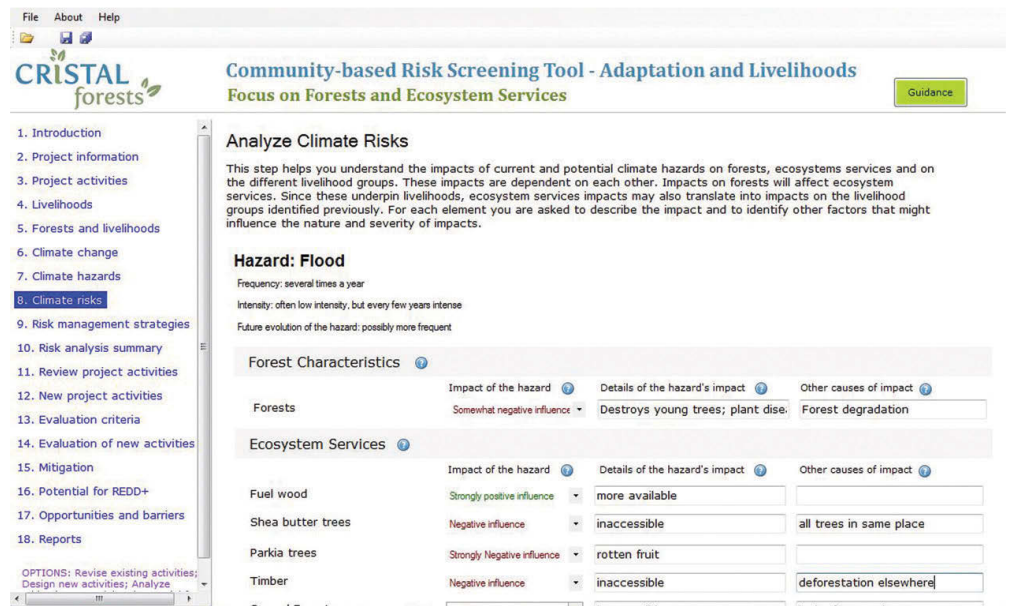 File About Help
CRiSTAL
forests
Community-based Risk Screening Tool - Adaptation and Livelihoods
Focus on Forests and Ecosystem Services
Guidance
1. Introduction
2. Project information
3. Project activities
4. Livelihoods
5. Forests and livelihoods
6. Climate change
7. Climate hazards
8. Climate risks
9. Risk management strategies
10. Risk analysis summary
11. Review project activities
12. New project activities
13. Evaluation criteria
14. Evaluation of new activities
15. Mitigation
16. Potential for REDD+
17. Opportunities and barriers
18. Reports
OPTIONS: Revise existing activities;
Design new activities; Analyze
Analyze Climate Risks
This step helps you understand the impacts of current and potential climate hazards on forests, ecosystems services and on
the different livelihood groups. These impacts are dependent on each other. Impacts on forests will affect ecosystem
services. Since these underpin livelihoods, ecosystem services impacts may also translate into impacts on the livelihood
groups identified previously. For each element you are asked to describe the impact and to identify other factors that might
influence the nature and severity of impacts.
Hazard: Flood
Frequency: several times a year
Intensity: often low intensity, but every few years intense
Future evolution of the hazard: possibly more frequent
Forest Characteristics
Impact of the hazard Details of the hazard's impact Other causes of impact
Forests Somewhat negative influence Destroys young trees; plant dise Forest degradation
Ecosystem Services
Impact of the hazard Details of the hazard's impact Other causes of impact
Fuel wood Strongly positive influence more available
Shea butter trees Negative influence inaccessible all trees in same place
Parkia trees Strongly Negative influence rotten fruit
Timber Negative influence inaccessible deforestation elsewhere